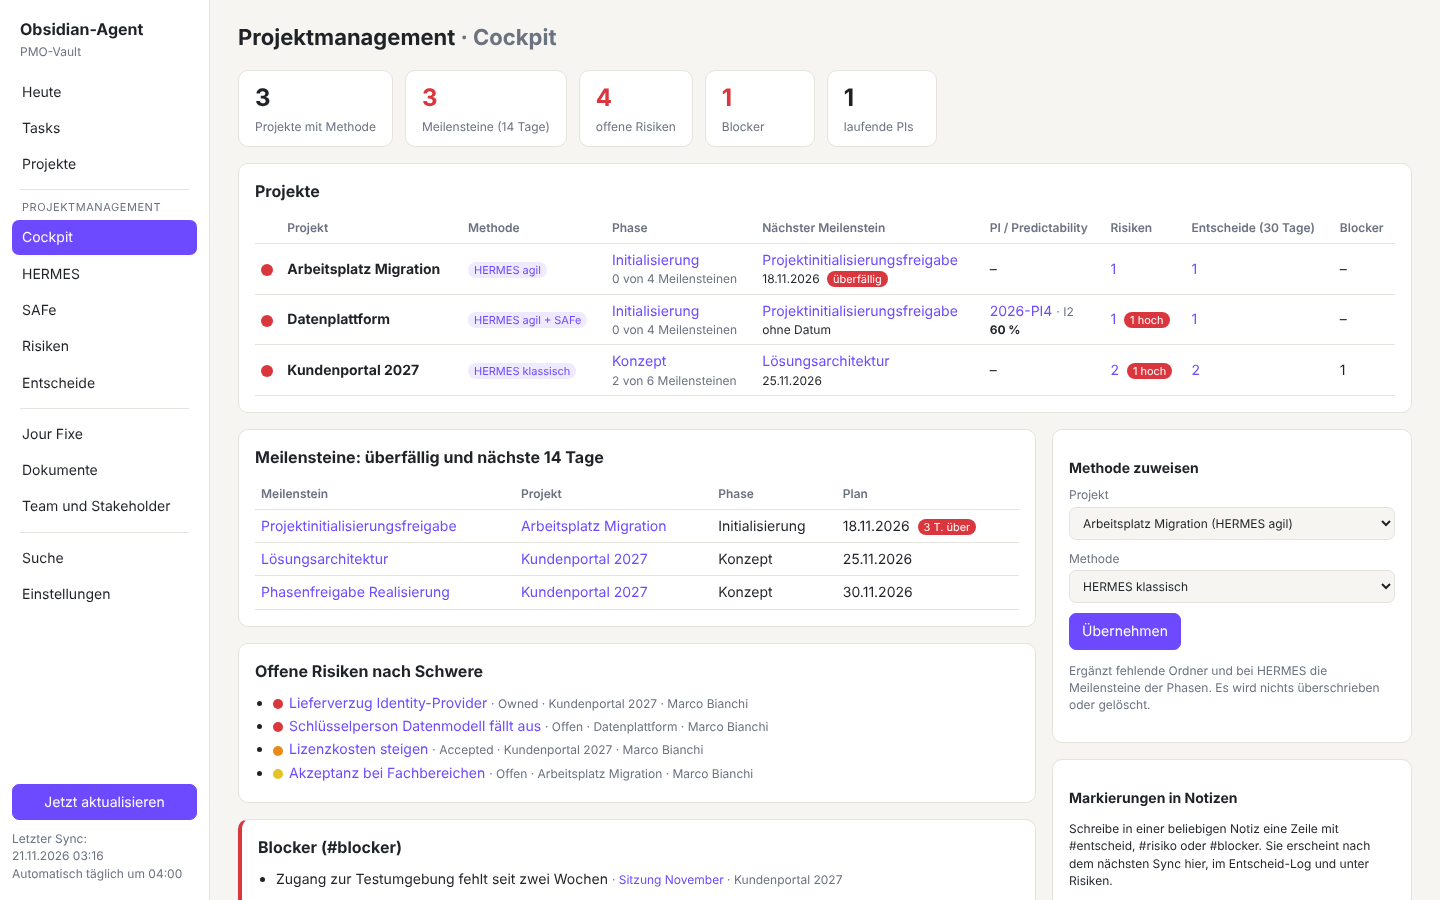 Obsidian-Agent
PMO-Vault
Heute
Tasks
Projekte
PROJEKTMANAGEMENT
Cockpit
HERMES
SAFe
Risiken
Entscheide
Jour Fixe
Dokumente
Team und Stakeholder
Suche
Einstellungen
Jetzt aktualisieren
Letzter Sync:
21.11.2026 03:16
Automatisch täglich um 04:00
Projektmanagement · Cockpit
3
Projekte mit Methode
3
Meilensteine (14 Tage)
4
offene Risiken
1
Blocker
1
laufende PIs
Projekte
Projekt Methode Phase Nächster Meilenstein PI / Predictability Risiken Entscheide (30 Tage) Blocker
Arbeitsplatz Migration HERMES agil Initialisierung Projektinitialisierungsfreigabe – 1 1 –
0 von 4 Meilensteinen 18.11.2026 überfällig
Datenplattform HERMES agil + SAFe Initialisierung Projektinitialisierungsfreigabe 2026-PI4 · I2 1 1 hoch 1 –
0 von 4 Meilensteinen ohne Datum 60 %
Kundenportal 2027 HERMES klassisch Konzept Lösungsarchitektur – 2 1 hoch 2 1
2 von 6 Meilensteinen 25.11.2026
Meilensteine: überfällig und nächste 14 Tage
Meilenstein Projekt Phase Plan
Projektinitialisierungsfreigabe Arbeitsplatz Migration Initialisierung 18.11.2026 3 T. über
Lösungsarchitektur Kundenportal 2027 Konzept 25.11.2026
Phasenfreigabe Realisierung Kundenportal 2027 Konzept 30.11.2026
Offene Risiken nach Schwere
• Lieferverzug Identity-Provider · Owned · Kundenportal 2027 · Marco Bianchi
• Schlüsselperson Datenmodell fällt aus · Offen · Datenplattform · Marco Bianchi
• Lizenzkosten steigen · Accepted · Kundenportal 2027 · Marco Bianchi
• Akzeptanz bei Fachbereichen · Offen · Arbeitsplatz Migration · Marco Bianchi
Blocker (#blocker)
• Zugang zur Testumgebung fehlt seit zwei Wochen · Sitzung November · Kundenportal 2027
Methode zuweisen
Projekt
Arbeitsplatz Migration (HERMES agil)
Methode
HERMES klassisch
Übernehmen
Ergänzt fehlende Ordner und bei HERMES die
Meilensteine der Phasen. Es wird nichts überschrieben
oder gelöscht.
Markierungen in Notizen
Schreibe in einer beliebigen Notiz eine Zeile mit
#entscheid, #risiko oder #blocker. Sie erscheint nach
dem nächsten Sync hier, im Entscheid-Log und unter
Risiken.